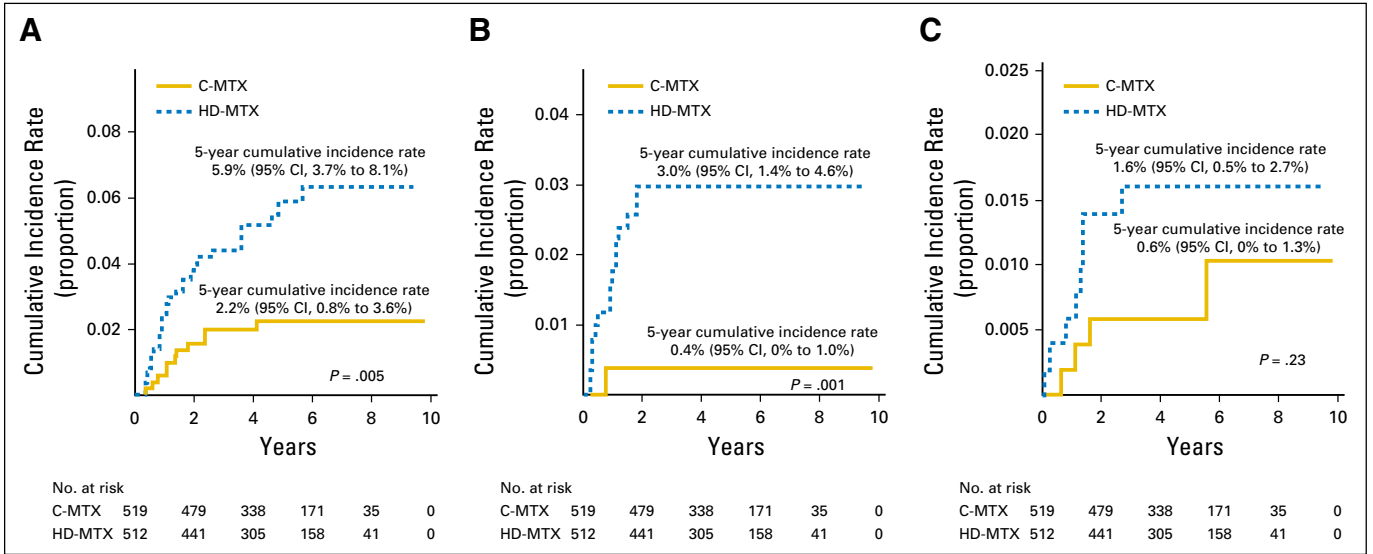 A
Cumulative Incidence Rate
(proportion)
C-MTX
HD-MTX
0.08
0.06
0.04
0.02
5-year cumulative incidence rate
5.9% (95% CI, 3.7% to 8.1%)
5-year cumulative incidence rate
2.2% (95% CI, 0.8% to 3.6%)
P = .005
0 2 4 6 8 10
Years
No. at risk
C-MTX 519 479 338 171 35 0
HD-MTX 512 441 305 158 41 0
B
Cumulative Incidence Rate
(proportion)
C-MTX
HD-MTX
0.04
0.03
0.02
0.01
5-year cumulative incidence rate
3.0% (95% CI, 1.4% to 4.6%)
5-year cumulative incidence rate
0.4% (95% CI, 0% to 1.0%)
P = .001
0 2 4 6 8 10
Years
No. at risk
C-MTX 519 479 338 171 35 0
HD-MTX 512 441 305 158 41 0
C
Cumulative Incidence Rate
(proportion)
C-MTX
HD-MTX
0.025
0.020
0.015
0.010
0.005
5-year cumulative incidence rate
1.6% (95% CI, 0.5% to 2.7%)
5-year cumulative incidence rate
0.6% (95% CI, 0% to 1.3%)
P = .23
0 2 4 6 8 10
Years
No. at risk
C-MTX 519 479 338 171 35 0
HD-MTX 512 441 305 158 41 0